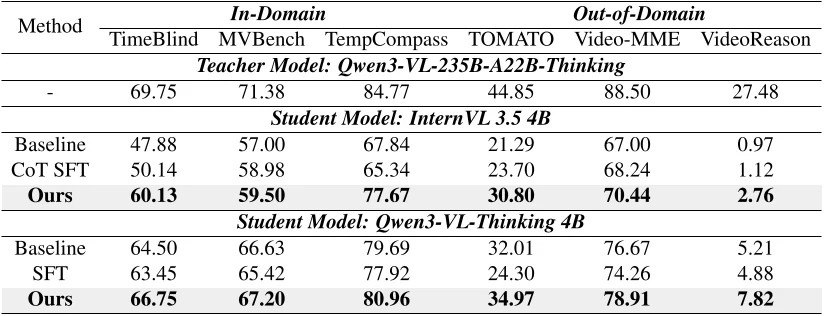 Method In-Domain Out-of-Domain
TimeBlind MVBench TempCompass TOMATO Video-MME VideoReason
Teacher Model: Qwen3-VL-235B-A22B-Thinking
- 69.75 71.38 84.77 44.85 88.50 27.48
Student Model: InternVL 3.5 4B
Baseline 47.88 57.00 67.84 21.29 67.00 0.97
CoT SFT 50.14 58.98 65.34 23.70 68.24 1.12
Ours 60.13 59.50 77.67 30.80 70.44 2.76
Student Model: Qwen3-VL-Thinking 4B
Baseline 64.50 66.63 79.69 32.01 76.67 5.21
SFT 63.45 65.42 77.92 24.30 74.26 4.88
Ours 66.75 67.20 80.96 34.97 78.91 7.82